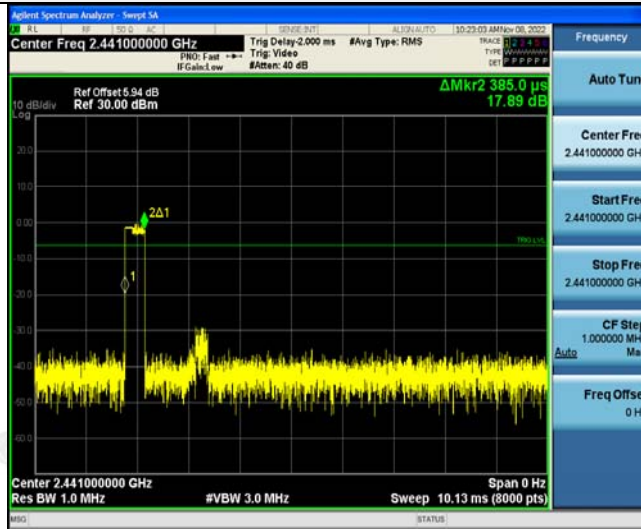 Agilent Spectrum Analyzer - Swept SA
RL RF 50 Ω AC SENSE:INT ALIGN AUTO 10:23:03 AM Nov 08, 2022
Center Freq 2.441000000 GHz
PNO: Fast
IFGain:Low
Trig Delay-2.000 ms
Trig: Video
#Atten: 40 dB
#Avg Type: RMS
TRACE 1 2 3 4 5 6
TYPE
DET P P P P P P
Ref Offset 5.94 dB
Ref 30.00 dBm
10 dB/div
Log
ΔMkr2 385.0 µs
17.89 dB
20.0
10.0
0.00
-10.0
-20.0
-30.0
-40.0
-50.0
-60.0
2Δ1
1
TRIG LVL
Center 2.441000000 GHz
Res BW 1.0 MHz
#VBW 3.0 MHz
Span 0 Hz
Sweep 10.13 ms (8000 pts)
MSG
STATUS
Frequency
Auto Tun
Center Fre
2.441000000 GH
Start Fre
2.441000000 GH
Stop Fre
2.441000000 GH
CF Ste
1.000000 MH
Auto Ma
Freq Offse
0 H